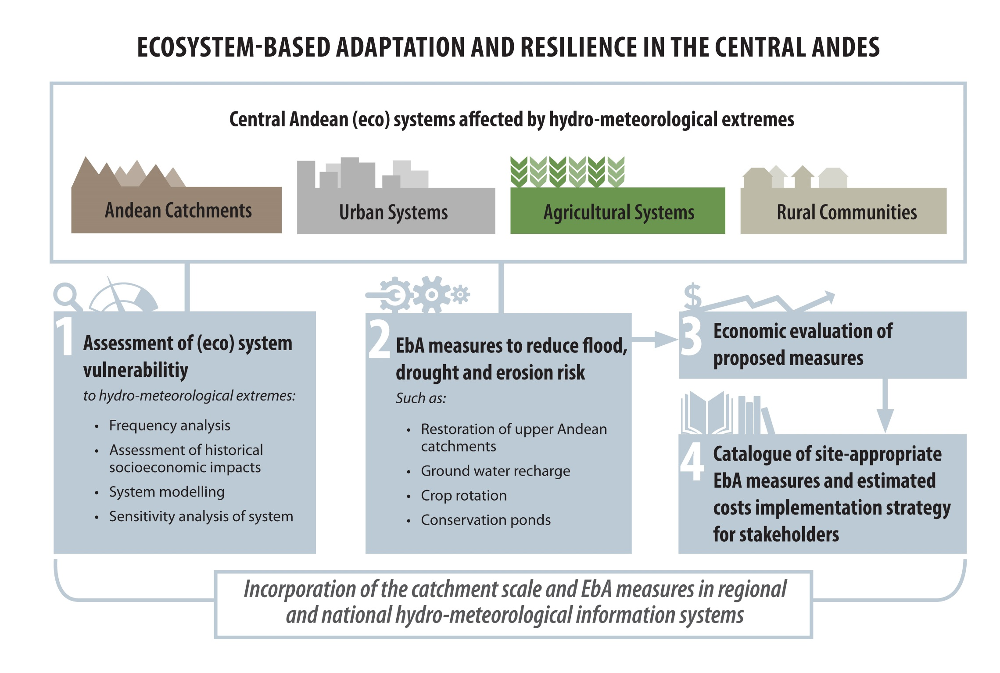 ECOSYSTEM-BASED ADAPTATION AND RESILIENCE IN THE CENTRAL ANDES
Central Andean (eco) systems affected by hydro-meteorological extremes
Andean Catchments
Urban Systems
Agricultural Systems
Rural Communities
1
Assessment of (eco) system
vulnerabilitiy
to hydro-meteorological extremes:
• Frequency analysis
• Assessment of historical
socioeconomic impacts
• System modelling
• Sensitivity analysis of system
2
EbA measures to reduce flood,
drought and erosion risk
Such as:
• Restoration of upper Andean
catchments
• Ground water recharge
• Crop rotation
• Conservation ponds
$
3
Economic evaluation of
proposed measures
4
Catalogue of site-appropriate
EbA measures and estimated
costs implementation strategy
for stakeholders
Incorporation of the catchment scale and EbA measures in regional
and national hydro-meteorological information systems